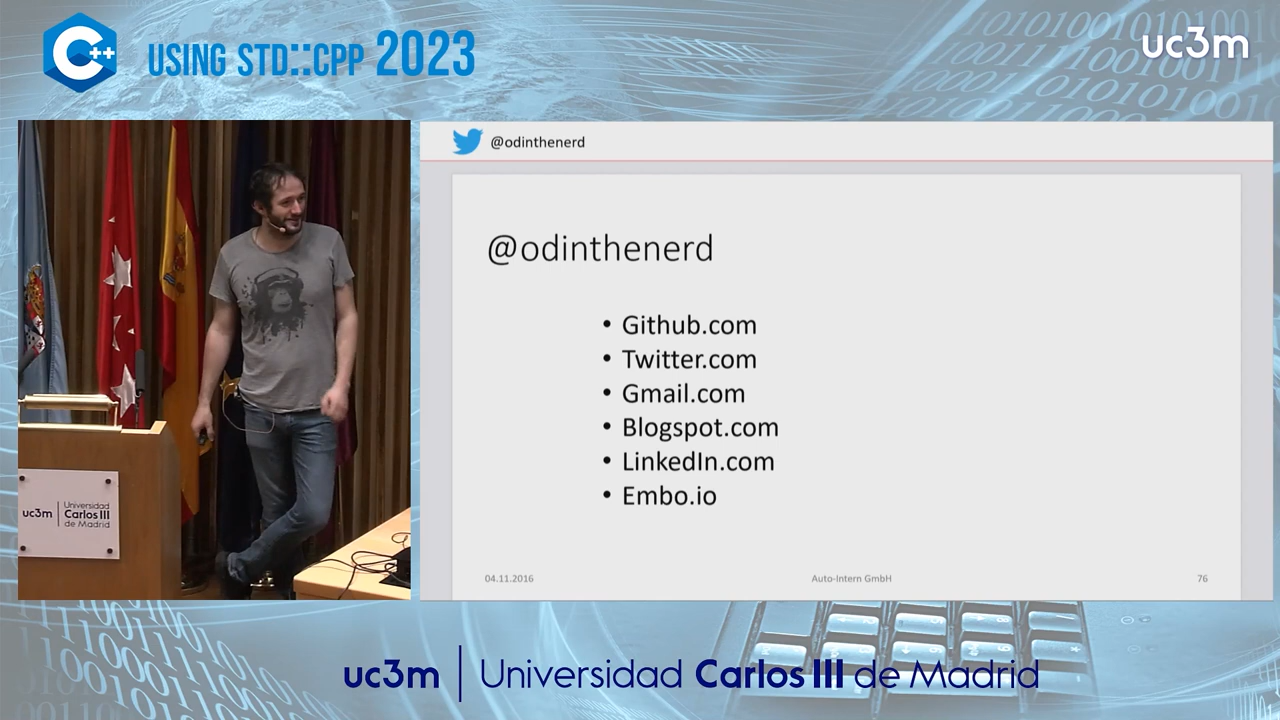 C++
USING STD::CPP 2023
uc3m
@odinthenerd
@odinthenerd
• Github.com
• Twitter.com
• Gmail.com
• Blogspot.com
• LinkedIn.com
• Embo.io
04.11.2016 Auto-Intern GmbH 76
uc3m | Universidad
Carlos III
de Madrid
uc3m | Universidad Carlos III de Madrid